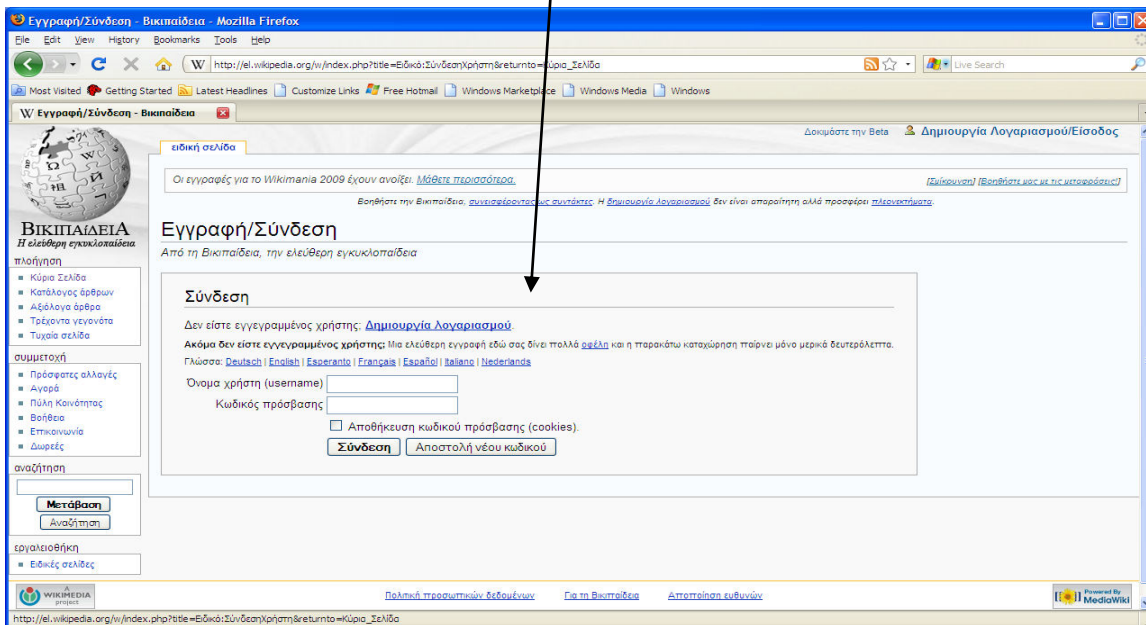 Εγγραφή/Σύνδεση - Βικιπαίδεια - Mozilla Firefox
File Edit View History Bookmarks Tools Help
http://el.wikipedia.org/w/index.php?title=Ειδικό:ΣύνδεσηΧρήστη&returnto=Κύρια_Σελίδα
Live Search
Most Visited Getting Started Latest Headlines Customize Links Free Hotmail Windows Marketplace Windows Media Windows
Εγγραφή/Σύνδεση - Βικιπαίδεια
Δοκιμάστε την Beta Δημιουργία Λογαριασμού/Είσοδος
ειδική σελίδα
Οι εγγραφές για το Wikimania 2009 έχουν ανοίξει. Μάθετε περισσότερα.
[Σμίκρυνση] [Βοηθήστε μας με τις μεταφράσεις!]
Βοηθήστε την Βικιπαίδεια, συνεισφέροντας ως συντάκτες. Η δημιουργία λογαριασμού δεν είναι απαραίτητη αλλά προσφέρει πλεονεκτήματα.
ΒΙΚΙΠΑίΔΕΙΑ
Η ελεύθερη εγκυκλοπαίδεια
πλοήγηση
Κύρια Σελίδα
Κατάλογος άρθρων
Αξιόλογα άρθρα
Τρέχοντα γεγονότα
Τυχαία σελίδα
συμμετοχή
Πρόσφατες αλλαγές
Αγορά
Πύλη Κοινότητας
Βοήθεια
Επικοινωνία
Δωρεές
αναζήτηση
Μετάβαση
Αναζήτηση
εργαλειοθήκη
Ειδικές σελίδες
Εγγραφή/Σύνδεση
Από τη Βικιπαίδεια, την ελεύθερη εγκυκλοπαίδεια
Σύνδεση
Δεν είστε εγγεγραμμένος χρήστης; Δημιουργία λογαριασμού.
Ακόμα δεν είστε εγγεγραμμένος χρήστης; Μια ελεύθερη εγγραφή εδώ σας δίνει πολλά οφέλη και η παρακάτω καταχώρηση παίρνει μόνο μερικά δευτερόλεπτα.
Γλώσσα: Deutsch | English | Esperanto | Français | Español | Italiano | Nederlands
Όνομα χρήστη (username)
Κωδικός πρόσβασης
Αποθήκευση κωδικού πρόσβασης (cookies).
Σύνδεση Αποστολή νέου κωδικού
A WIKIMEDIA project
Πολιτική προσωπικών δεδομένων Για τη Βικιπαίδεια Αποποίηση ευθυνών
Powered By MediaWiki
http://el.wikipedia.org/w/index.php?title=Ειδικό:ΣύνδεσηΧρήστη&returnto=Κύρια_Σελίδα